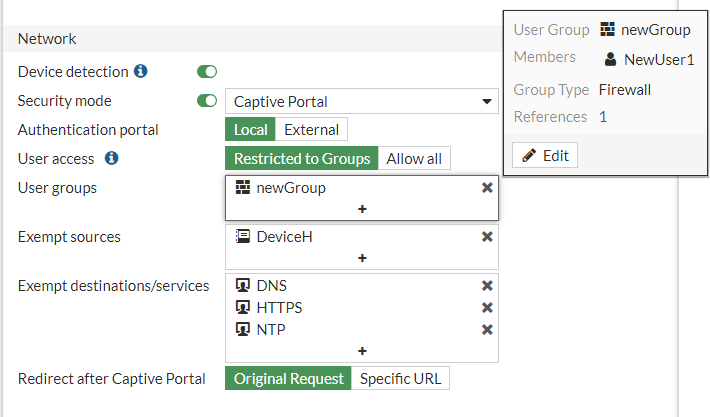 Network
Device detection
Security mode Captive Portal
Authentication portal Local External
User access Restricted to Groups Allow all
User groups newGroup
+
Exempt sources DeviceH
+
Exempt destinations/services DNS
HTTPS
NTP
+
Redirect after Captive Portal Original Request Specific URL
User Group newGroup
Members NewUser1
Group Type Firewall
References 1
Edit